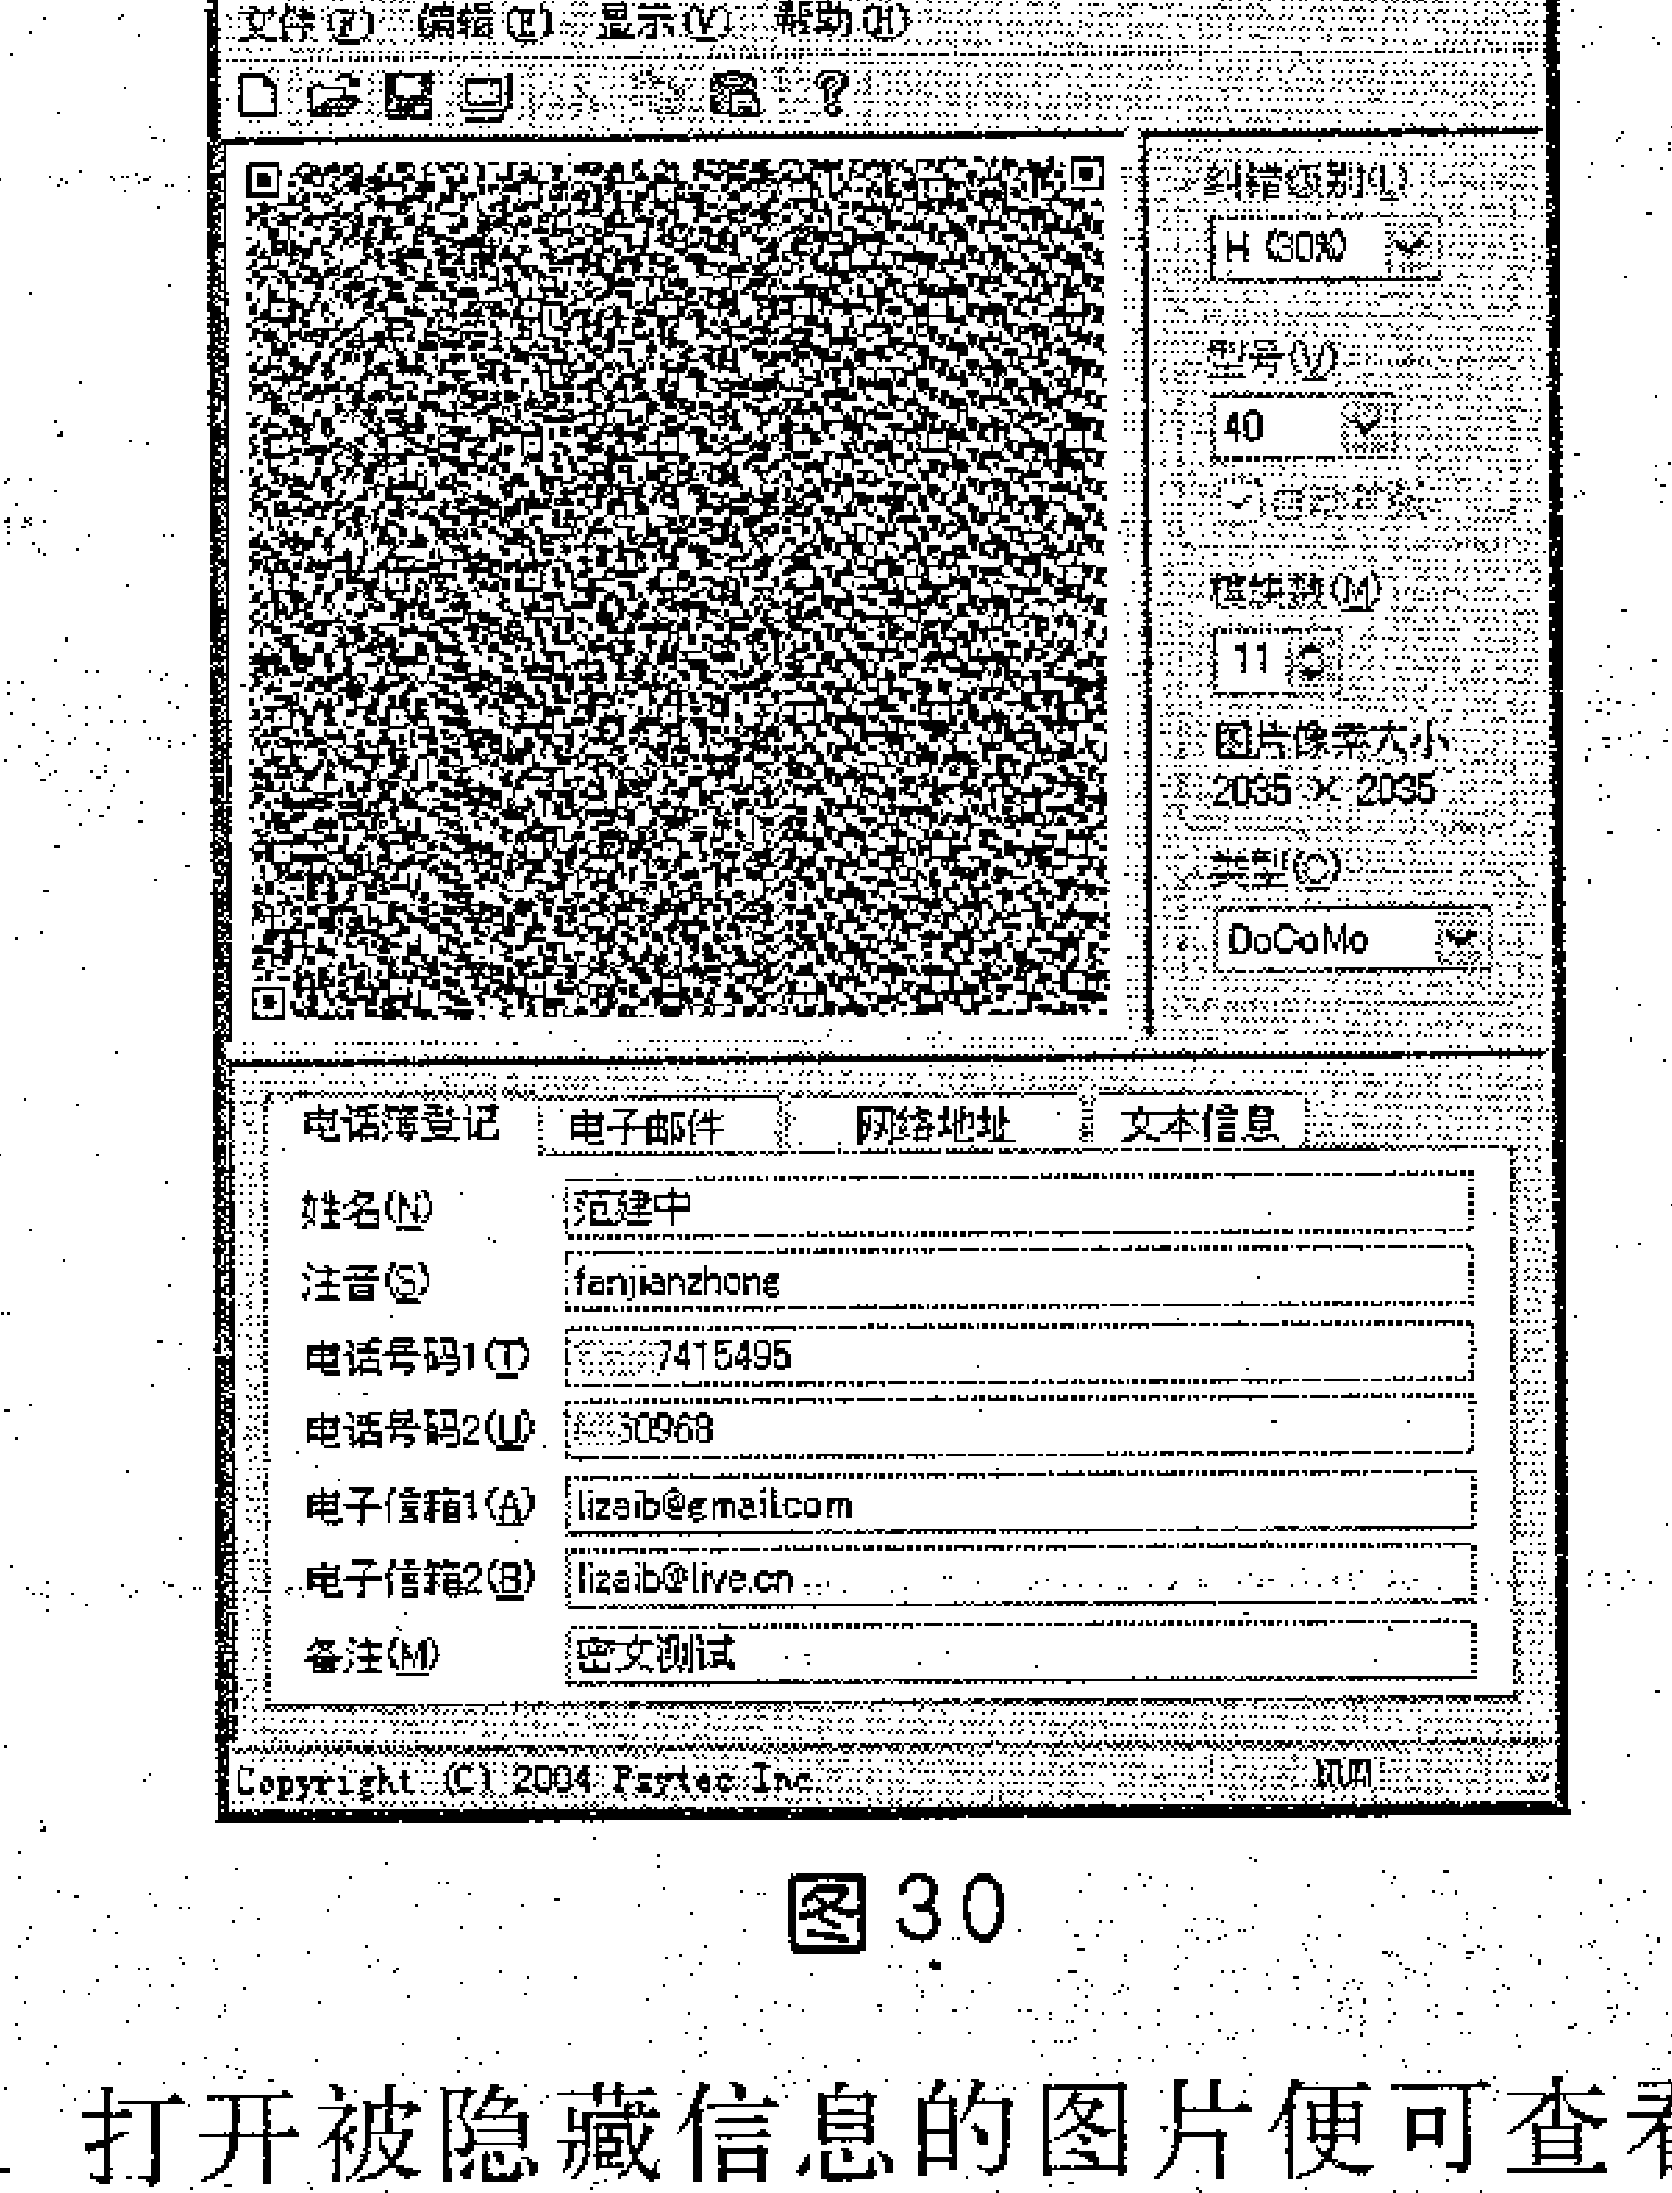 文件(F) 编辑(E) 显示(V) 帮助(H)
纠错级别(L)
H (30%)
型号(V)
40
模块数(M)
11
图片像素大小
2035 × 2035
类型(C)
DoCoMo
电话簿登记 电子邮件 网络地址 文本信息
姓名(N) 范建中
注音(S) fanjianzhong
电话号码1(T) 7415495
电话号码2(U) 30968
电子信箱1(A) lizaib@gmail.com
电子信箱2(B) lizaib@live.cn
备注(M) 密文测试
Copyright (C) 2004 Psytec Inc. NUM
图30
打开被隐藏信息的图片便可查看